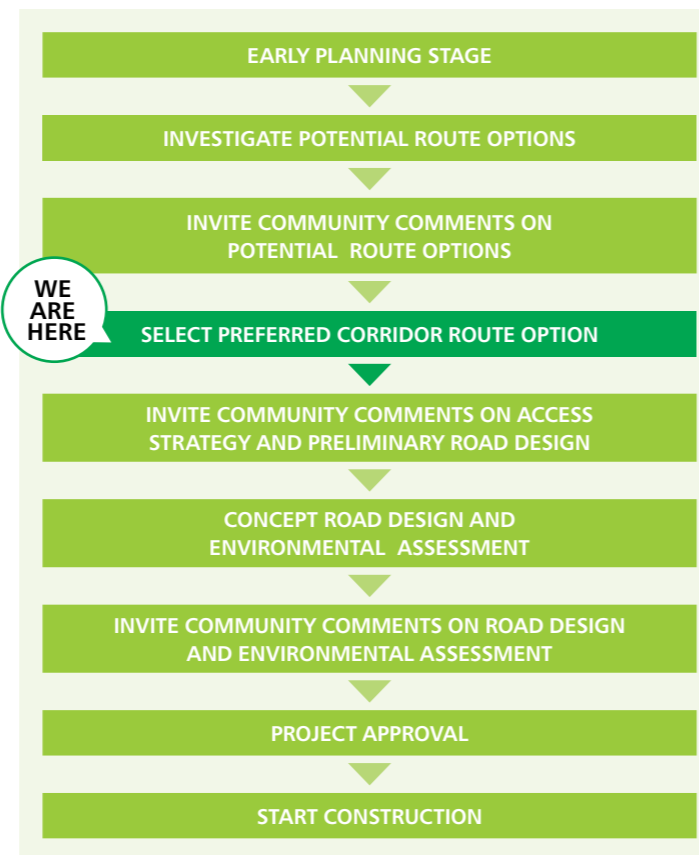 EARLY PLANNING STAGE
INVESTIGATE POTENTIAL ROUTE OPTIONS
INVITE COMMUNITY COMMENTS ON
POTENTIAL ROUTE OPTIONS
WE
ARE
HERE
SELECT PREFERRED CORRIDOR ROUTE OPTION
INVITE COMMUNITY COMMENTS ON ACCESS
STRATEGY AND PRELIMINARY ROAD DESIGN
CONCEPT ROAD DESIGN AND
ENVIRONMENTAL ASSESSMENT
INVITE COMMUNITY COMMENTS ON ROAD DESIGN
AND ENVIRONMENTAL ASSESSMENT
PROJECT APPROVAL
START CONSTRUCTION